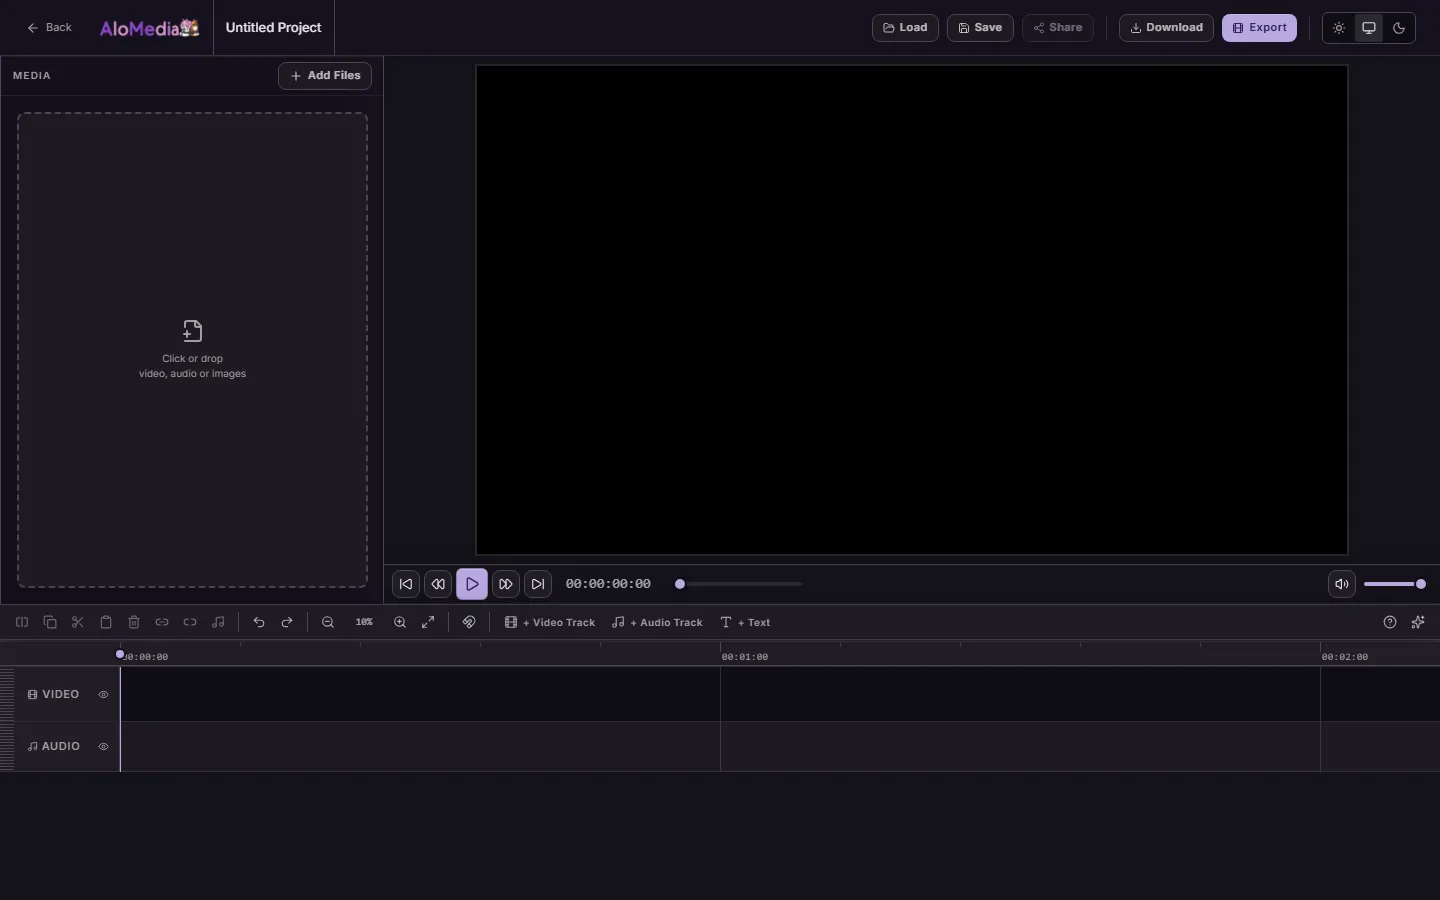 Back
AloMedia
Untitled Project
Load
Save
Share
Download
Export
MEDIA
Add Files
Click or drop
video, audio or images
00:00:00:00
10%
+ Video Track
+ Audio Track
+ Text
00:00:00
00:01:00
00:02:00
VIDEO
AUDIO